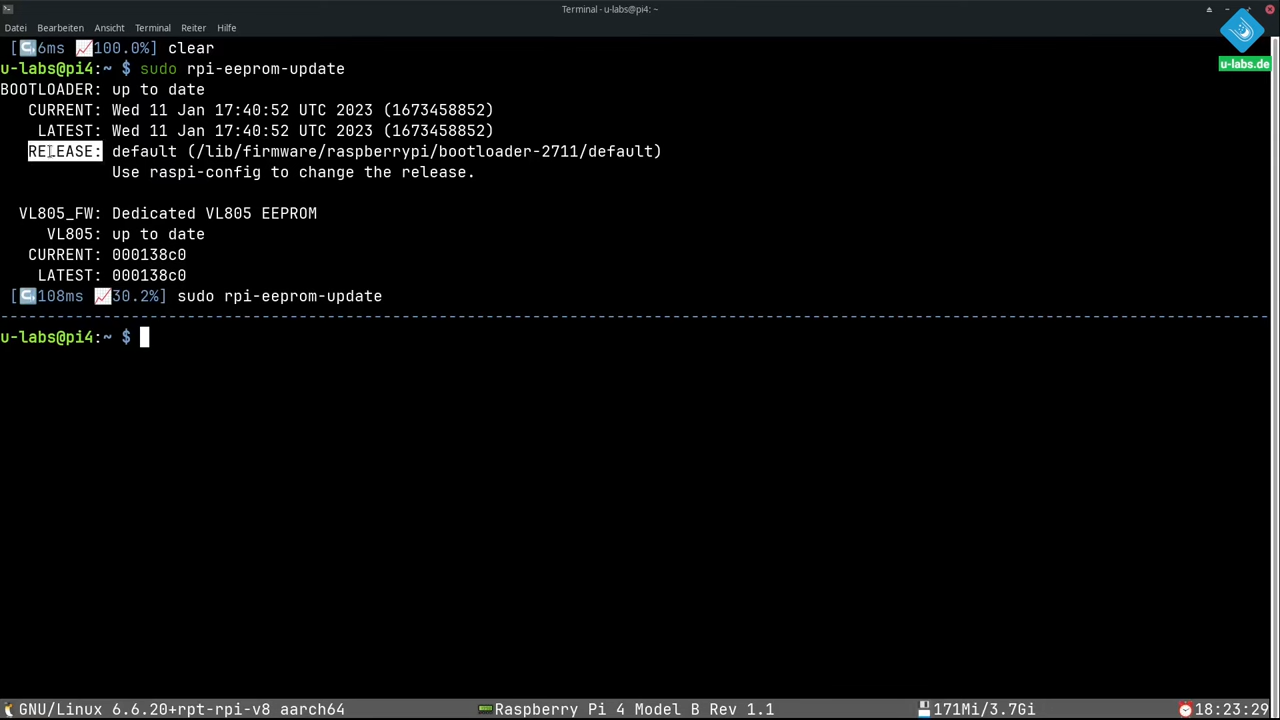 Terminal - u-labs@pi4: ~
Datei Bearbeiten Ansicht Terminal Reiter Hilfe
u-labs.de
[↪6ms 📈100.0%] clear
u-labs@pi4:~ $ sudo rpi-eeprom-update
BOOTLOADER: up to date
CURRENT: Wed 11 Jan 17:40:52 UTC 2023 (1673458852)
LATEST: Wed 11 Jan 17:40:52 UTC 2023 (1673458852)
RELEASE: default (/lib/firmware/raspberrypi/bootloader-2711/default)
Use raspi-config to change the release.
VL805_FW: Dedicated VL805 EEPROM
VL805: up to date
CURRENT: 000138c0
LATEST: 000138c0
[↪108ms 📈30.2%] sudo rpi-eeprom-update
u-labs@pi4:~ $
GNU/Linux 6.6.20+rpt-rpi-v8 aarch64 📟Raspberry Pi 4 Model B Rev 1.1 💾171Mi/3.7Gi ⏰18:23:29